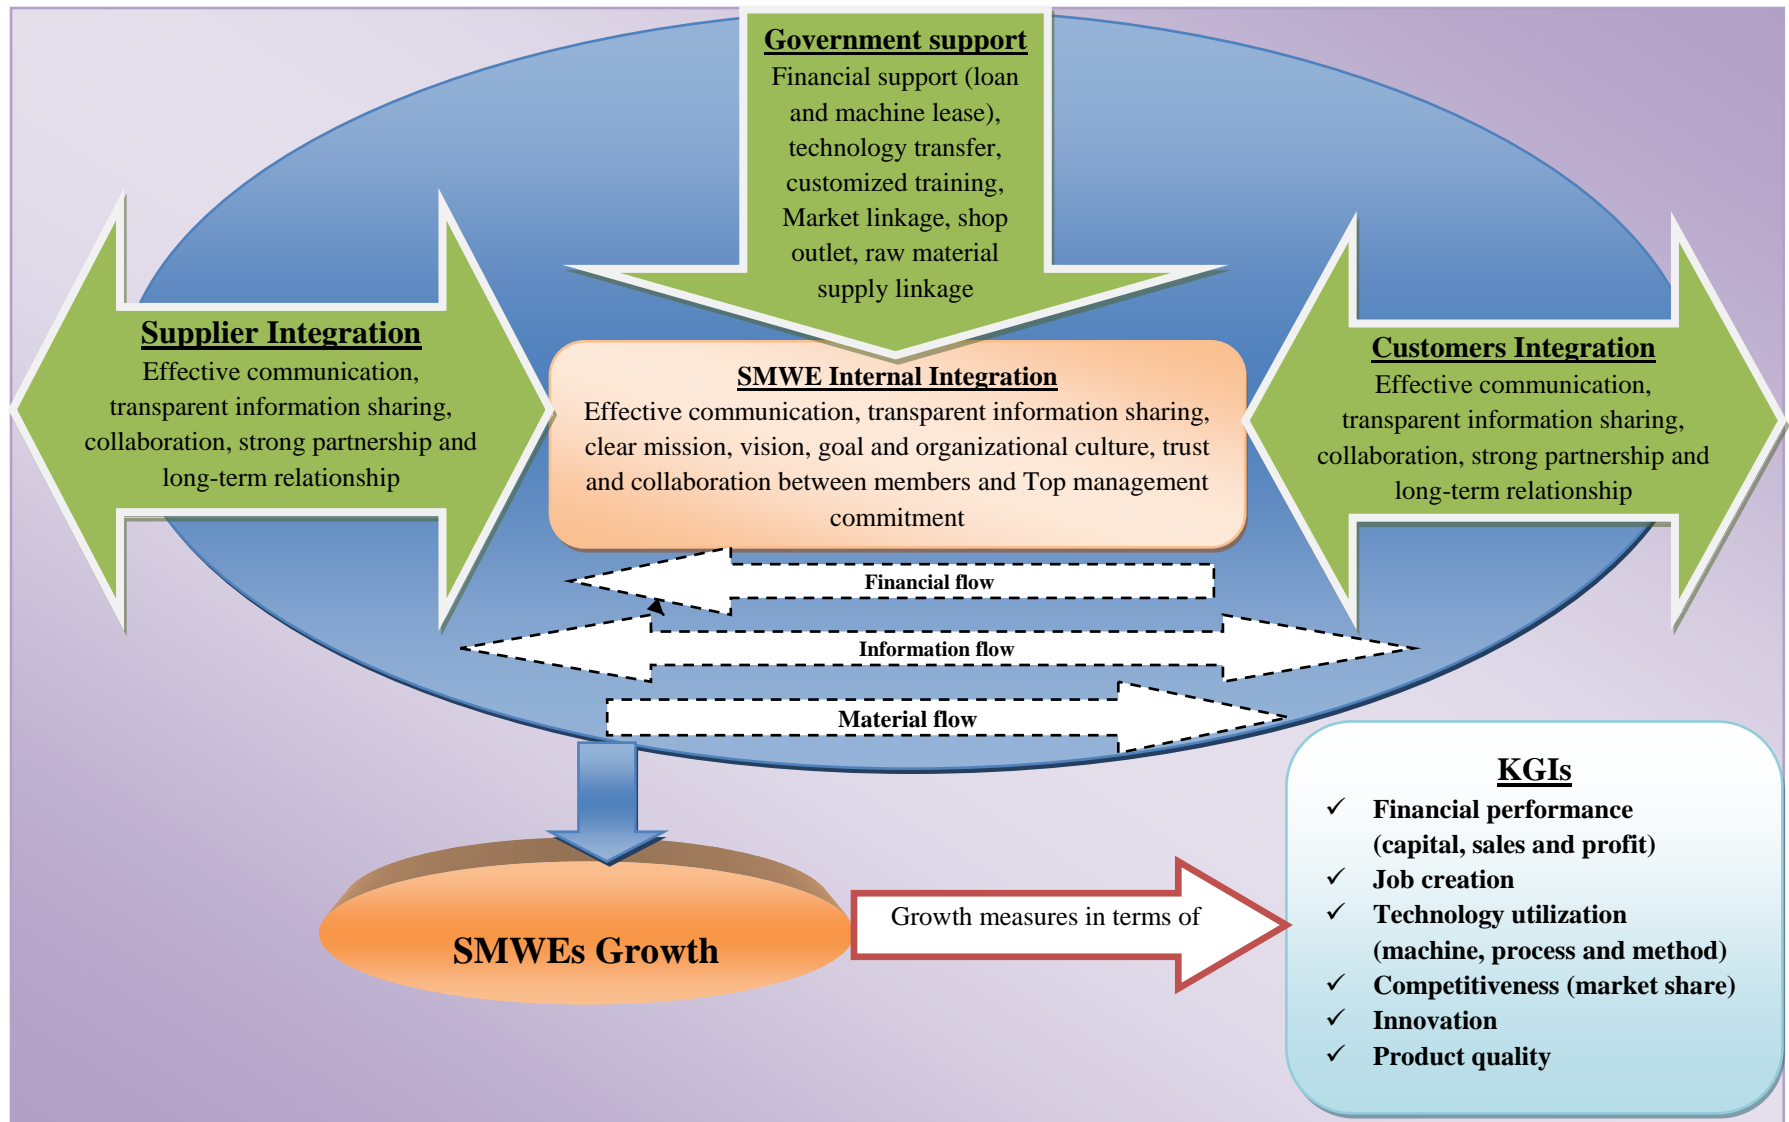 Government support
Financial support (loan
and machine lease),
technology transfer,
customized training,
Market linkage, shop
outlet, raw material
supply linkage
Supplier Integration
Effective communication,
transparent information sharing,
collaboration, strong partnership and
long-term relationship
SMWE Internal Integration
Effective communication, transparent information sharing,
clear mission, vision, goal and organizational culture, trust
and collaboration between members and Top management
commitment
Customers Integration
Effective communication,
transparent information sharing,
collaboration, strong partnership and
long-term relationship
Financial flow
Information flow
Material flow
SMWEs Growth
Growth measures in terms of
KGIs
✓ Financial performance
(capital, sales and profit)
✓ Job creation
✓ Technology utilization
(machine, process and method)
✓ Competitiveness (market share)
✓ Innovation
✓ Product quality